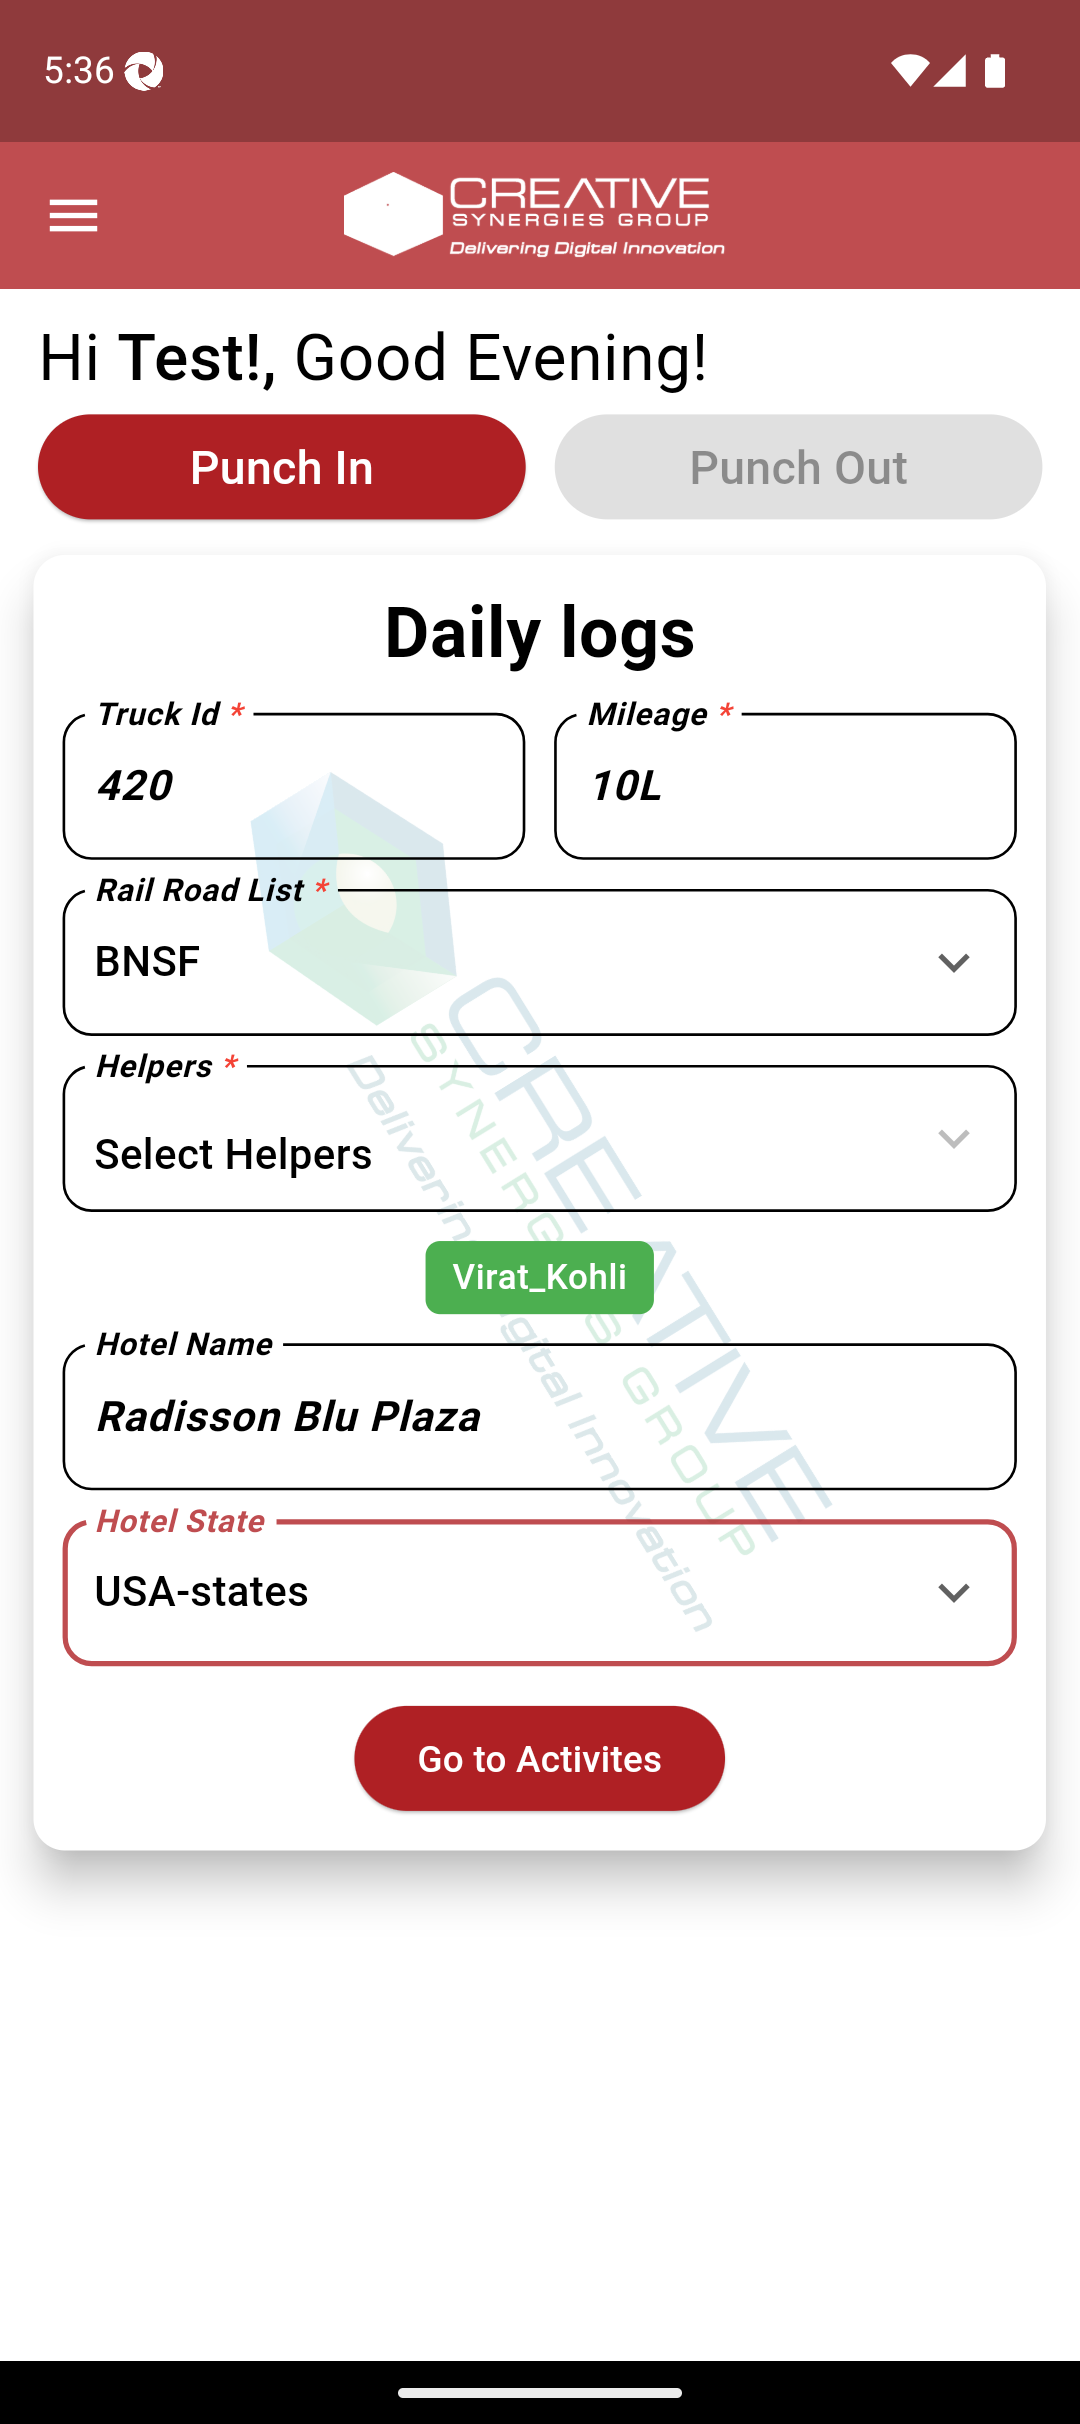 5:36
CREATIVE
SYNERGIES GROUP
Delivering Digital Innovation
Hi Test!, Good Evening!
Punch In
Punch Out
Daily logs
Truck Id *
Mileage *
420
10L
Rail Road List *
BNSF
Helpers *
Select Helpers
Virat_Kohli
Hotel Name
Radisson Blu Plaza
Hotel State
USA-states
Go to Activites
CREATIVE
SYNERGIES GROUP
Delivering Digital Innovation